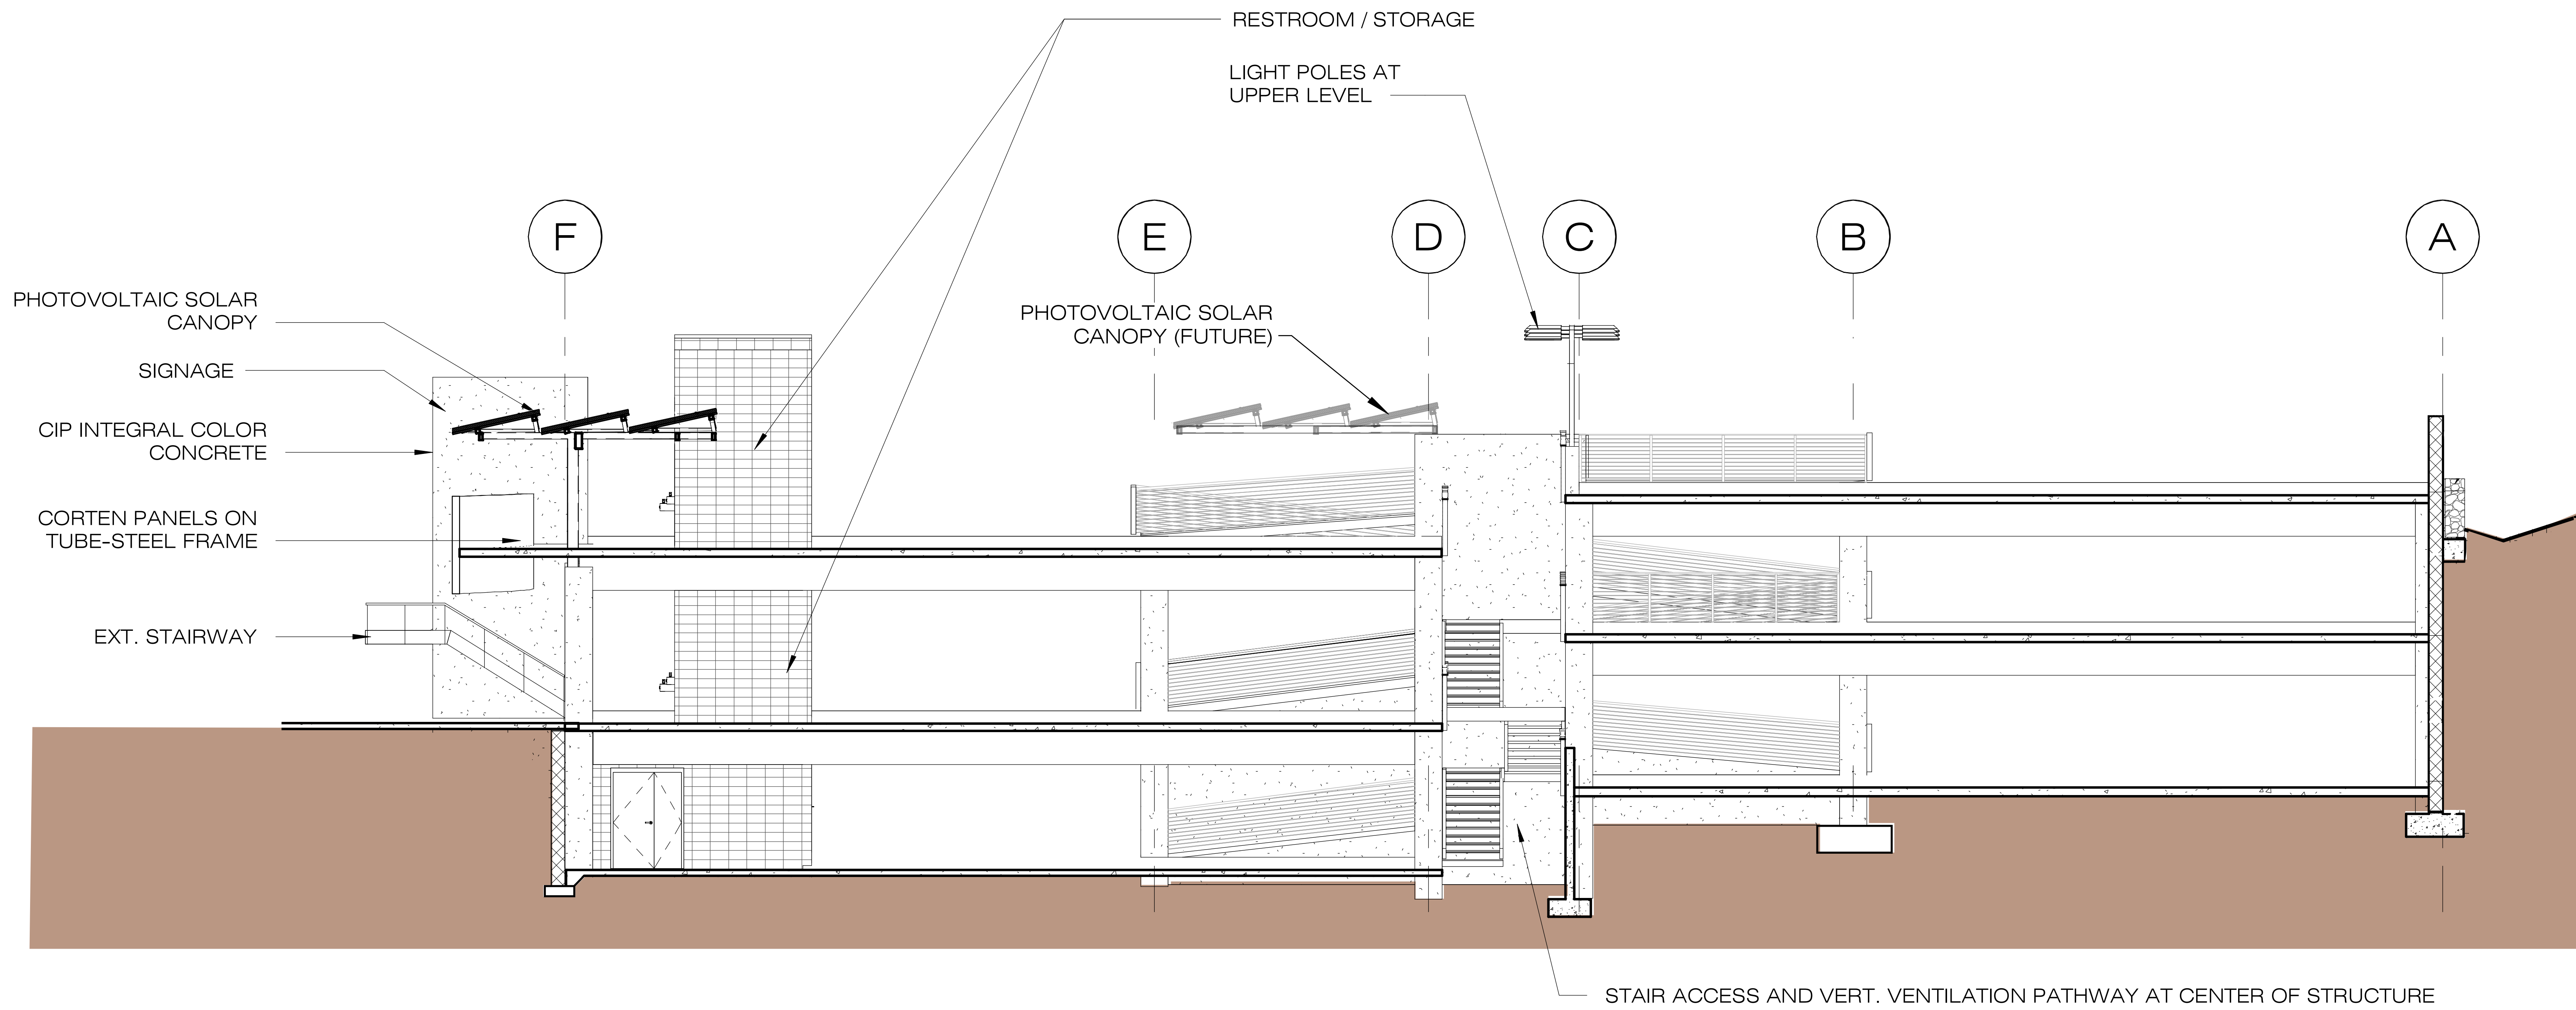 RESTROOM / STORAGE
LIGHT POLES AT
UPPER LEVEL
F
E
D
C
B
A
PHOTOVOLTAIC SOLAR
CANOPY
PHOTOVOLTAIC SOLAR
CANOPY (FUTURE)
SIGNAGE
CIP INTEGRAL COLOR
CONCRETE
CORTEN PANELS ON
TUBE-STEEL FRAME
EXT. STAIRWAY
STAIR ACCESS AND VERT. VENTILATION PATHWAY AT CENTER OF STRUCTURE